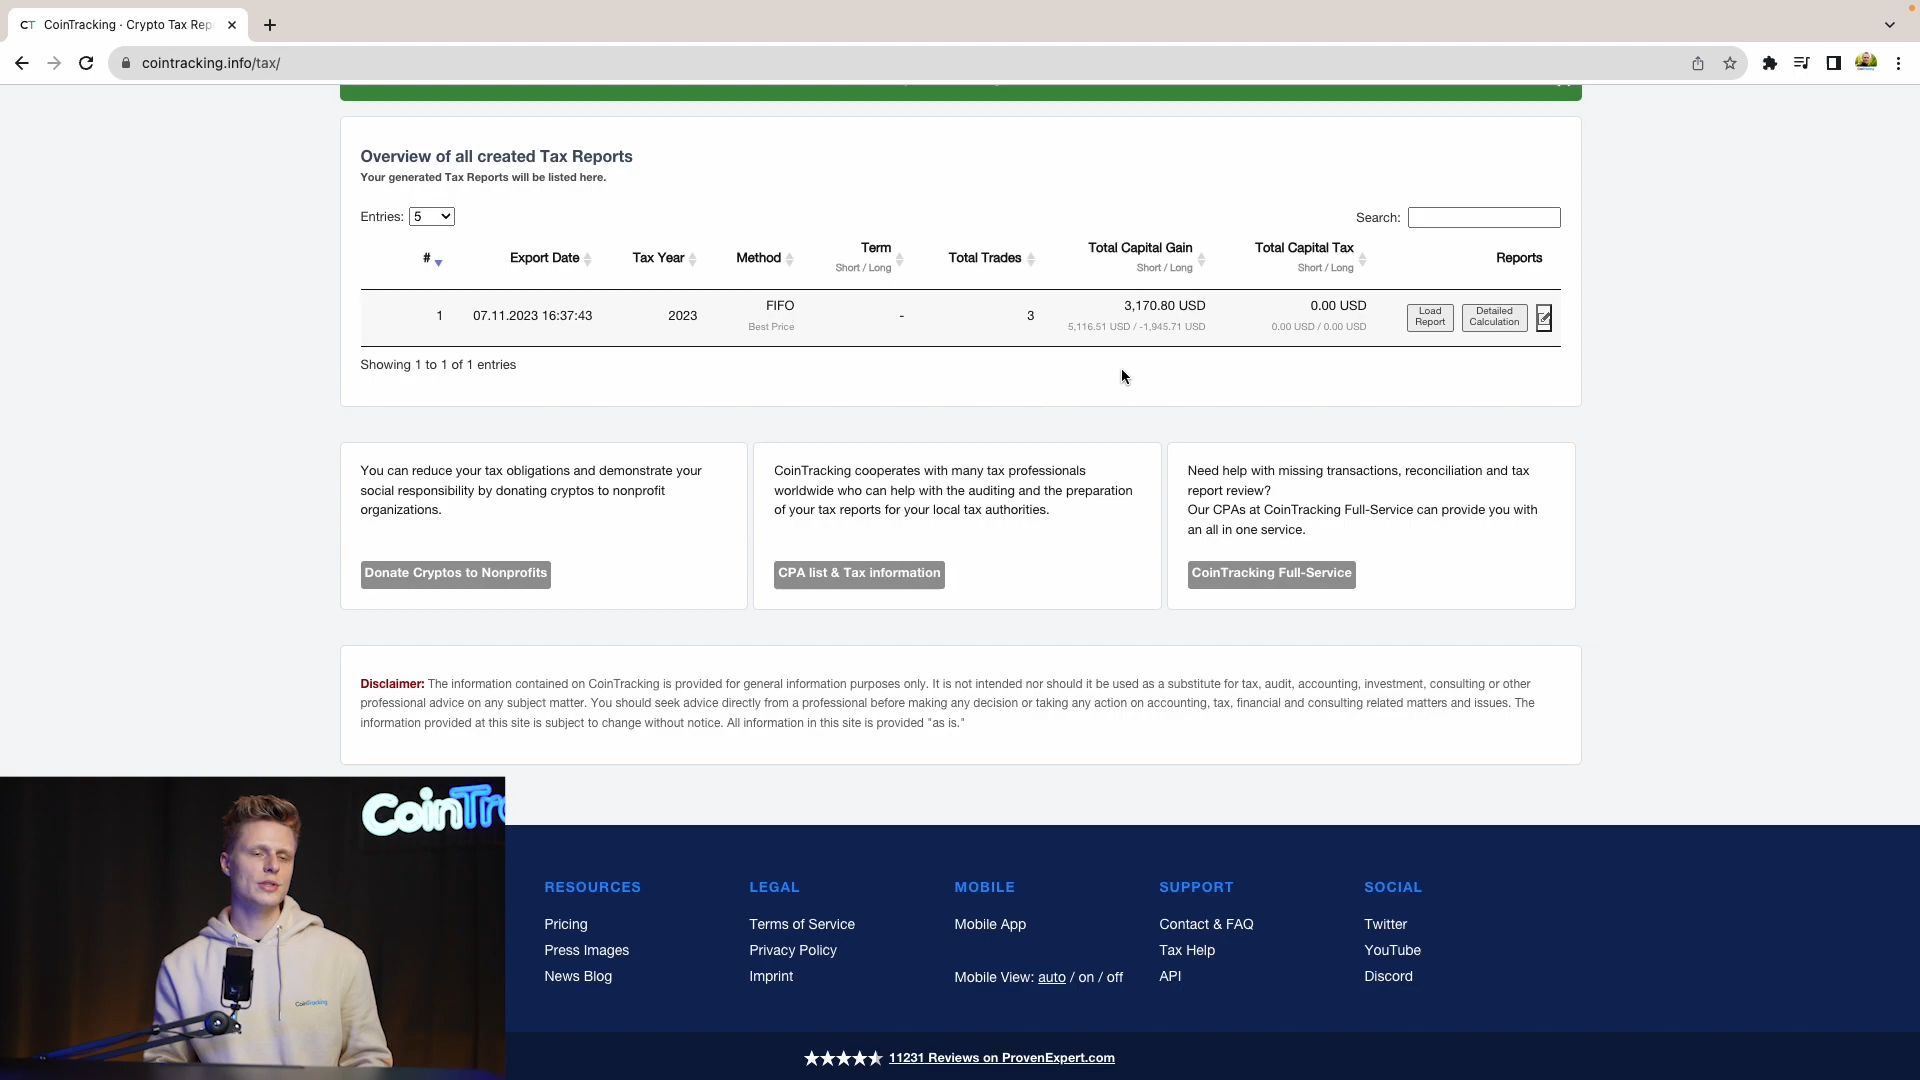 CT CoinTracking · Crypto Tax Rep
cointracking.info/tax/
Overview of all created Tax Reports
Your generated Tax Reports will be listed here.
Entries: 5
Search:
# Export Date Tax Year Method Term Short / Long Total Trades Total Capital Gain Short / Long Total Capital Tax Short / Long Reports
1 07.11.2023 16:37:43 2023 FIFO Best Price - 3 3,170.80 USD 5,116.51 USD / -1,945.71 USD 0.00 USD 0.00 USD / 0.00 USD Load Report Detailed Calculation
Showing 1 to 1 of 1 entries
You can reduce your tax obligations and demonstrate your
social responsibility by donating cryptos to nonprofit
organizations.
Donate Cryptos to Nonprofits
CoinTracking cooperates with many tax professionals
worldwide who can help with the auditing and the preparation
of your tax reports for your local tax authorities.
CPA list & Tax information
Need help with missing transactions, reconciliation and tax
report review?
Our CPAs at CoinTracking Full-Service can provide you with
an all in one service.
CoinTracking Full-Service
Disclaimer: The information contained on CoinTracking is provided for general information purposes only. It is not intended nor should it be used as a substitute for tax, audit, accounting, investment, consulting or other
professional advice on any subject matter. You should seek advice directly from a professional before making any decision or taking any action on accounting, tax, financial and consulting related matters and issues. The
information provided at this site is subject to change without notice. All information in this site is provided "as is."
CoinTr
CoinTracking
RESOURCES
Pricing
Press Images
News Blog
LEGAL
Terms of Service
Privacy Policy
Imprint
MOBILE
Mobile App
Mobile View: auto / on / off
SUPPORT
Contact & FAQ
Tax Help
API
SOCIAL
Twitter
YouTube
Discord
11231 Reviews on ProvenExpert.com